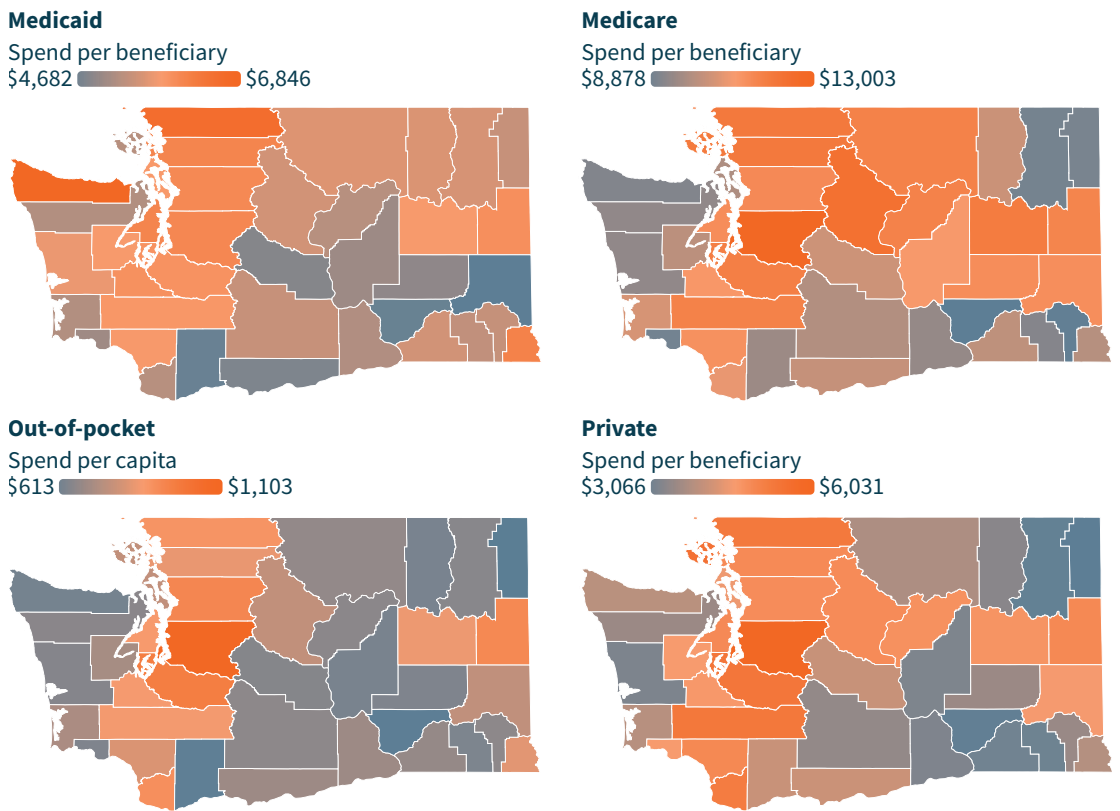 Medicaid
Spend per beneficiary
$4,682 $6,846
Medicare
Spend per beneficiary
$8,878 $13,003
Out-of-pocket
Spend per capita
$613 $1,103
Private
Spend per beneficiary
$3,066 $6,031